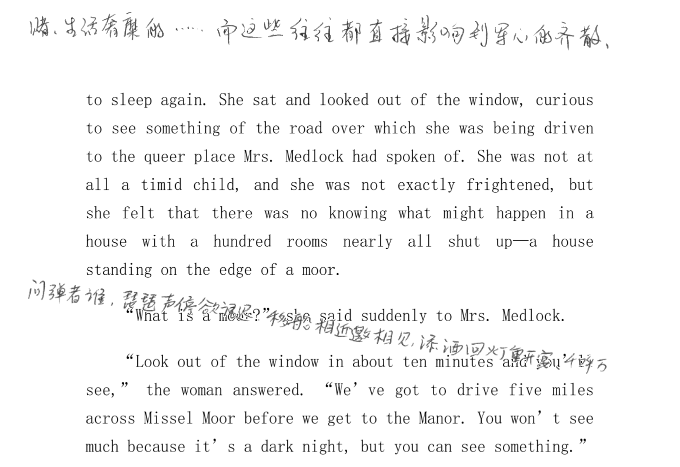 赌、生活奢靡的……而这些往往都直接影响到军心的齐散、
to sleep again. She sat and looked out of the window, curious
to see something of the road over which she was being driven
to the queer place Mrs. Medlock had spoken of. She was not at
all a timid child, and she was not exactly frightened, but
she felt that there was no knowing what might happen in a
house with a hundred rooms nearly all shut up—a house
standing on the edge of a moor.
问弹者谁,琵琶声停欲语迟 移船相近邀相见,添酒回灯重开宴,千呼万
“What is a moor?” she said suddenly to Mrs. Medlock.
“Look out of the window in about ten minutes and you’ll
see,” the woman answered. “We’ve got to drive five miles
across Missel Moor before we get to the Manor. You won’t see
much because it’s a dark night, but you can see something.”